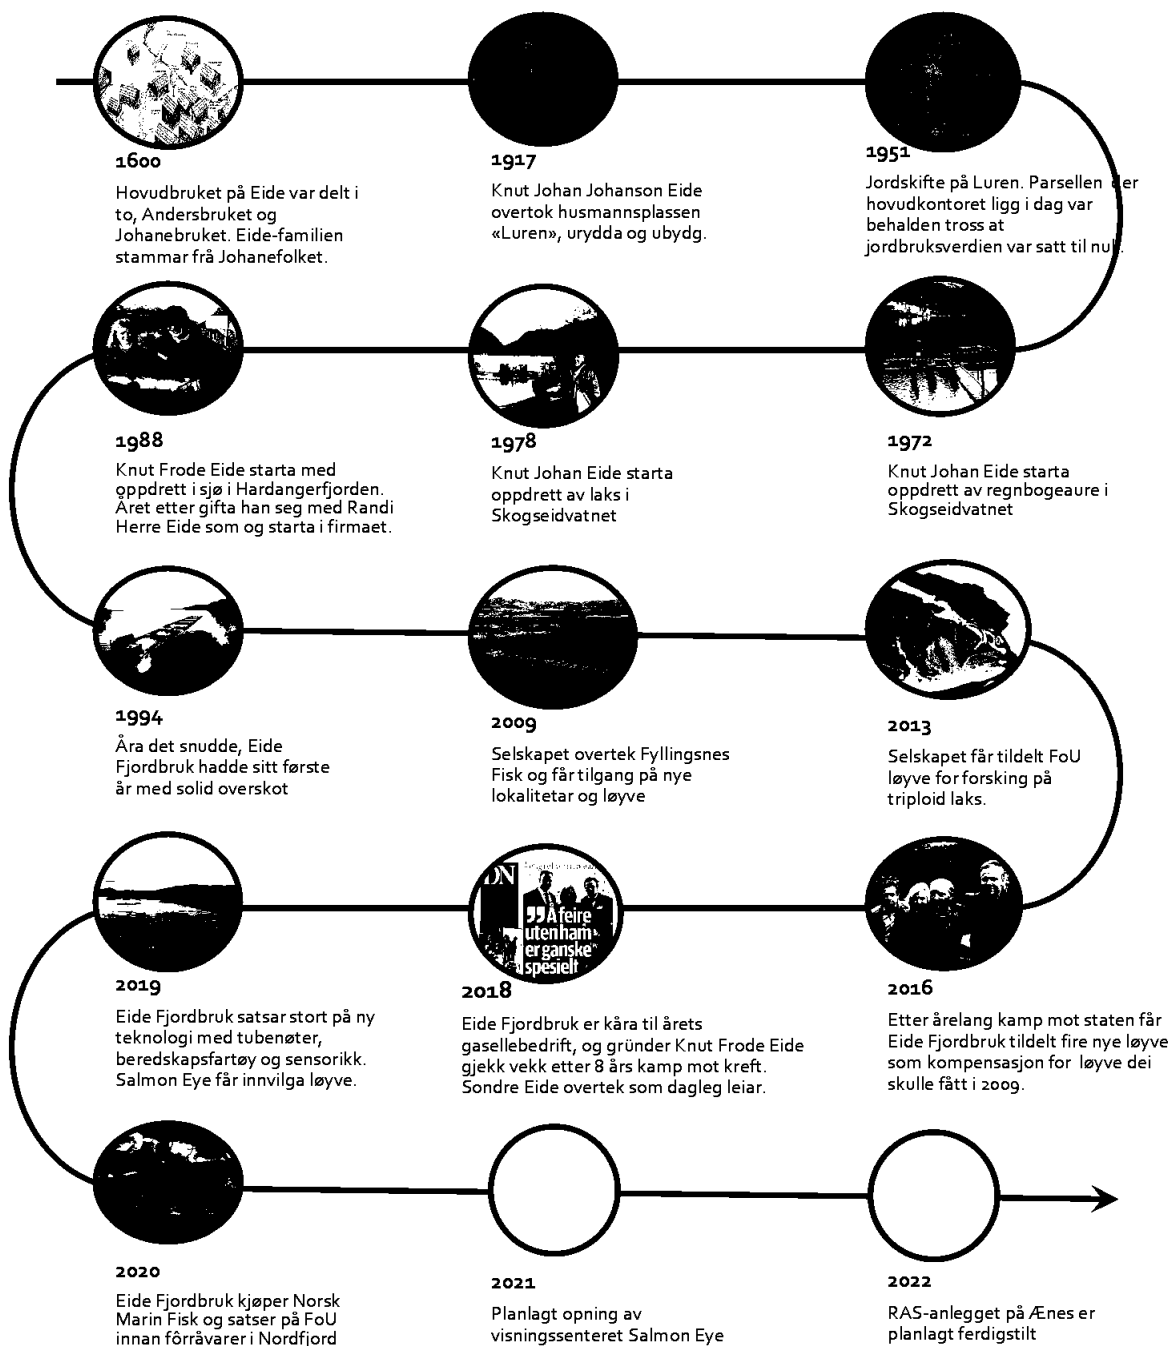 1600
Hovudbruket på Eide var delt i
to, Andersbruket og
Johanebruket. Eide-familien
stammar frå Johanefolket.
1917
Knut Johan Johanson Eide
overtok husmannsplassen
«Luren», urydda og ubydg.
1951
Jordskifte på Luren. Parsellen der
hovudkontoret ligg i dag var
behalden tross at
jordbruksverdien var satt til null.
1972
Knut Johan Eide starta
oppdrett av regnbogeaure i
Skogseidvatnet
1978
Knut Johan Eide starta
oppdrett av laks i
Skogseidvatnet
1988
Knut Frode Eide starta med
oppdrett i sjø i Hardangerfjorden.
Året etter gifta han seg med Randi
Herre Eide som og starta i firmaet.
1994
Åra det snudde, Eide
Fjordbruk hadde sitt første
år med solid overskot
2009
Selskapet overtek Fyllingsnes
Fisk og får tilgang på nye
lokalitetar og løyve
2013
Selskapet får tildelt FoU
løyve for forsking på
triploid laks.
2016
Etter årelang kamp mot staten får
Eide Fjordbruk tildelt fire nye løyve
som kompensasjon for løyve dei
skulle fått i 2009.
DN
”Å feire
uten ham
er ganske
spesielt
2018
Eide Fjordbruk er kåra til årets
gasellebedrift, og gründer Knut Frode Eide
gjekk vekk etter 8 års kamp mot kreft.
Sondre Eide overtek som dagleg leiar.
2019
Eide Fjordbruk satsar stort på ny
teknologi med tubenøter,
beredskapsfartøy og sensorikk.
Salmon Eye får innvilga løyve.
2020
Eide Fjordbruk kjøper Norsk
Marin Fisk og satser på FoU
innan fôrråvarer i Nordfjord
2021
Planlagt opning av
visningssenteret Salmon Eye
2022
RAS-anlegget på Ænes er
planlagt ferdigstilt